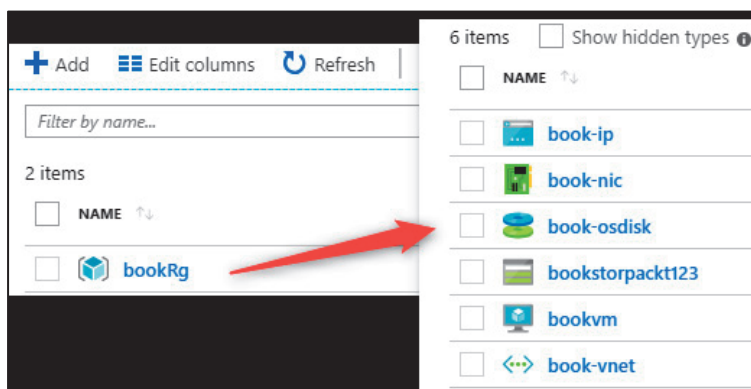 Add Edit columns Refresh
Filter by name...
2 items
NAME
bookRg
6 items Show hidden types
NAME
book-ip
book-nic
book-osdisk
bookstorpackt123
bookvm
book-vnet